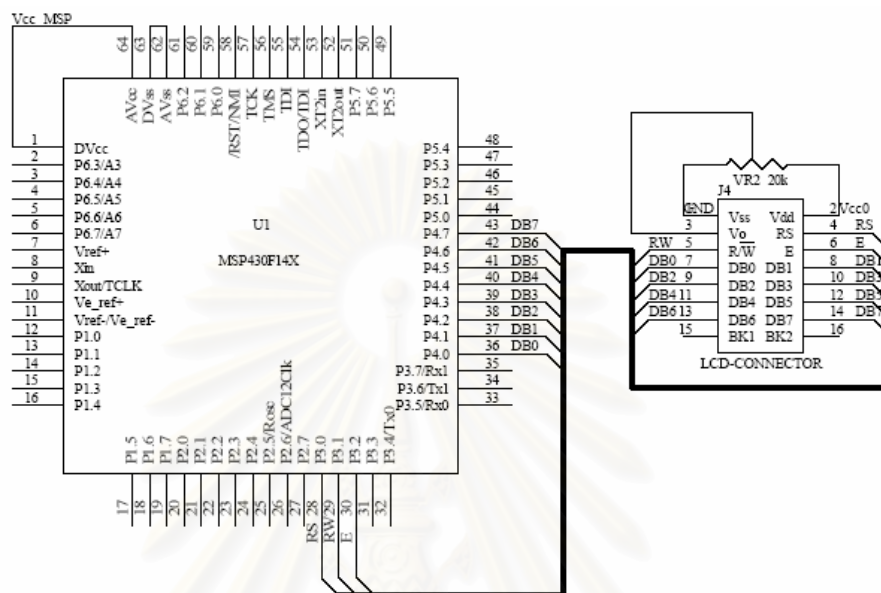 Vcc_MSP
64 63 62 61 60 59 58 57 56 55 54 53 52 51 50 49
AVcc DVss AVss P6.2 P6.1 P6.0 /RST/NMI TCK TMS TDI TDO/TDI XT2in XT2out P5.7 P5.6 P5.5
1 DVcc
2 P6.3/A3
3 P6.4/A4
4 P6.5/A5
5 P6.6/A6
6 P6.7/A7
7 Vref+
8 Xin
9 Xout/TCLK
10 Ve_ref+
11 Vref-/Ve_ref-
12 P1.0
13 P1.1
14 P1.2
15 P1.3
16 P1.4
U1
MSP430F14X
P5.4 48
P5.3 47
P5.2 46
P5.1 45
P5.0 44
P4.7 43 DB7
P4.6 42 DB6
P4.5 41 DB5
P4.4 40 DB4
P4.3 39 DB3
P4.2 38 DB2
P4.1 37 DB1
P4.0 36 DB0
P3.7/Rx1 35
P3.6/Tx1 34
P3.5/Rx0 33
P1.5 P1.6 P1.7 P2.0 P2.1 P2.2 P2.3 P2.4 P2.5/Rosc P2.6/ADC12Clk P2.7 P3.0 P3.1 P3.2 P3.3 P3.4/Tx0
17 18 19 20 21 22 23 24 25 26 27 28 29 30 31 32
RS RW E
VR2 20k
J4
GND Vss Vdd 2 Vcc0
3 Vo RS 4 RS
RW 5 R/W E 6 E
DB0 7 DB0 DB1 8 DB1
DB2 9 DB2 DB3 10 DB3
DB4 11 DB4 DB5 12 DB5
DB6 13 DB6 DB7 14 DB7
15 BK1 BK2 16
LCD-CONNECTOR